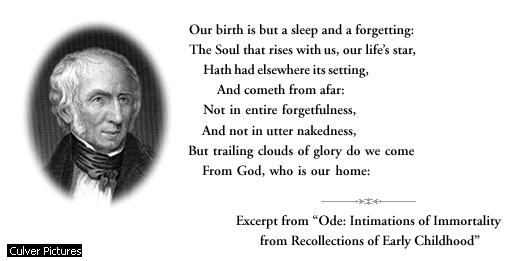 Our birth is but a sleep and a forgetting:
The Soul that rises with us, our life's star,
Hath had elsewhere its setting,
And cometh from afar:
Not in entire forgetfulness,
And not in utter nakedness,
But trailing clouds of glory do we come
From God, who is our home:
Excerpt from “Ode: Intimations of Immortality
from Recollections of Early Childhood”
Culver Pictures